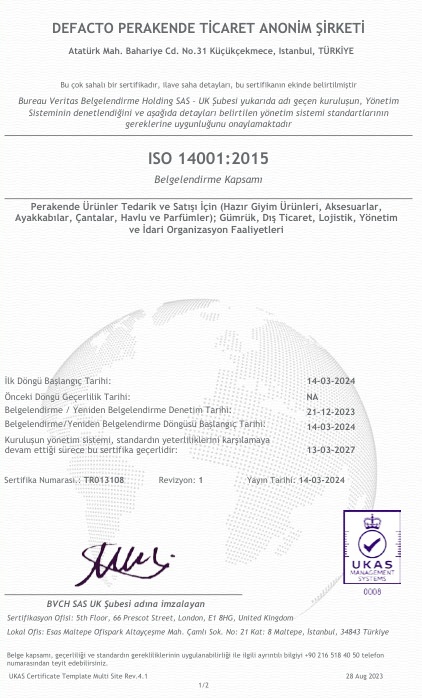 DEFACTO PERAKENDE TİCARET ANONİM ŞİRKETİ
Atatürk Mah. Bahariye Cd. No.31 Küçükçekmece, Istanbul, TÜRKİYE
Bu çok sahalı bir sertifikadır, ilave saha detayları, bu sertifikanın ekinde belirtilmiştir
Bureau Veritas Belgelendirme Holding SAS – UK Şubesi yukarıda adı geçen kuruluşun, Yönetim
Sisteminin denetlendiğini ve aşağıda detayları belirtilen yönetim sistemi standartlarının
gereklerine uygunluğunu onaylamaktadır
ISO 14001:2015
Belgelendirme Kapsamı
Perakende Ürünler Tedarik ve Satışı İçin (Hazır Giyim Ürünleri, Aksesuarlar,
Ayakkabılar, Çantalar, Havlu ve Parfümler); Gümrük, Dış Ticaret, Lojistik, Yönetim
ve İdari Organizasyon Faaliyetleri
İlk Döngü Başlangıç Tarihi: 14-03-2024
Önceki Döngü Geçerlilik Tarihi: NA
Belgelendirme / Yeniden Belgelendirme Denetim Tarihi: 21-12-2023
Belgelendirme/Yeniden Belgelendirme Döngüsü Başlangıç Tarihi: 14-03-2024
Kuruluşun yönetim sistemi, standardın yeterliliklerini karşılamaya
devam ettiği sürece bu sertifika geçerlidir: 13-03-2027
Sertifika Numarası.: TR013108 Revizyon: 1 Yayın Tarihi: 14-03-2024
UKAS
MANAGEMENT
SYSTEMS
0008
BVCH SAS UK Şubesi adına imzalayan
Sertifikasyon Ofisi: 5th Floor, 66 Prescot Street, London, E1 8HG, United Kingdom
Lokal Ofis: Esas Maltepe Ofispark Altayçeşme Mah. Çamlı Sok. No: 21 Kat: 8 Maltepe, İstanbul, 34843 Türkiye
Belge kapsamı, geçerliliği ve standardın gerekliliklerinin uygulanabilirliği ile ilgili ayrıntılı bilgiyi +90 216 518 40 50 telefon
numarasından teyit edebilirsiniz.
UKAS Certificate Template Multi Site Rev.4.1 28 Aug 2023
1/2